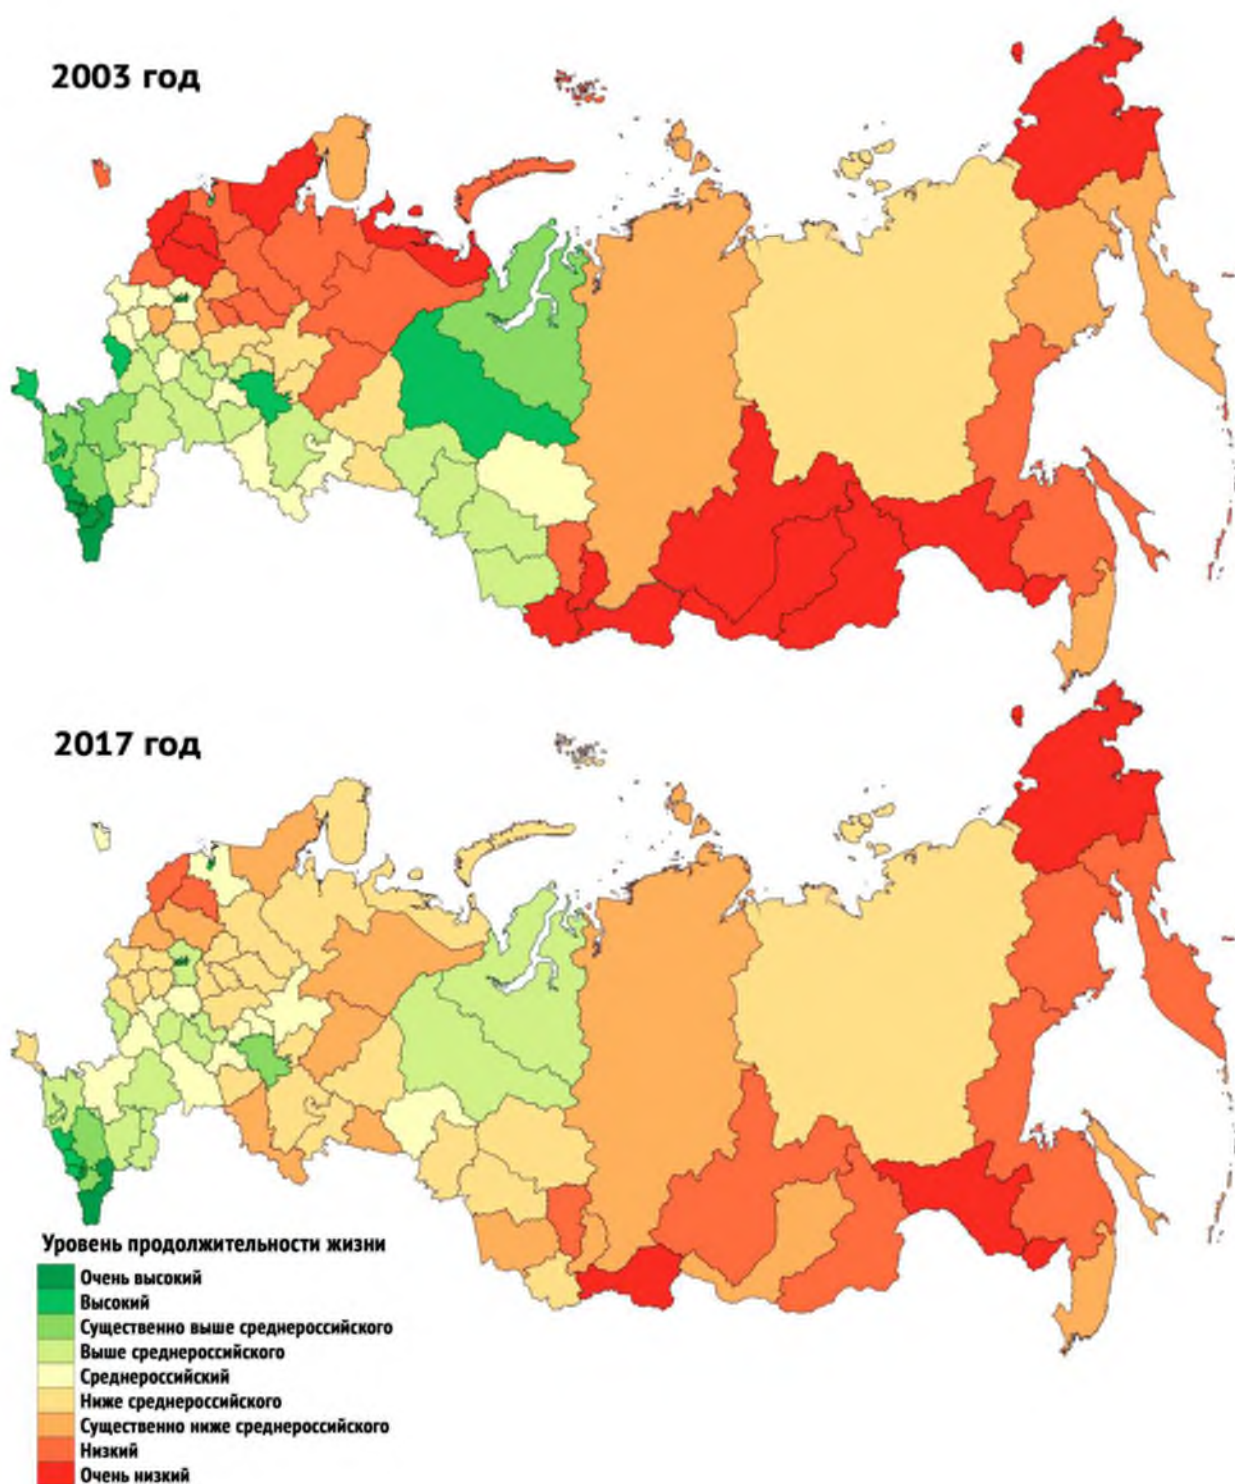 2003 год
2017 год
Уровень продолжительности жизни
Очень высокий
Высокий
Существенно выше среднероссийского
Выше среднероссийского
Среднероссийский
Ниже среднероссийского
Существенно ниже среднероссийского
Низкий
Очень низкий